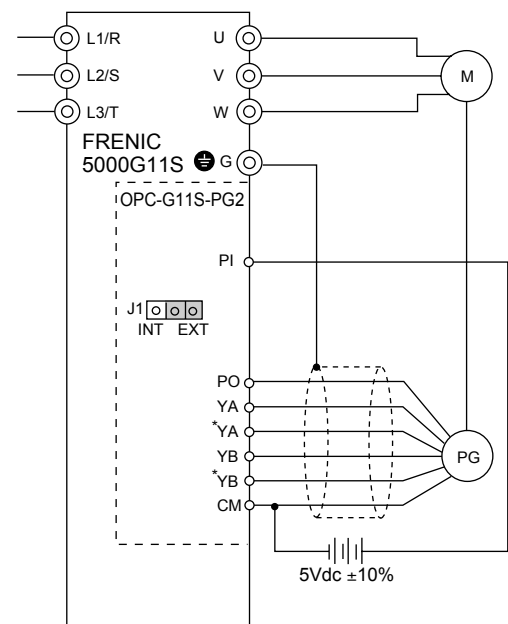 L1/R U
L2/S V M
L3/T W
FRENIC
5000G11S G
OPC-G11S-PG2
PI
J1
INT EXT
PO
YA
*YA
YB PG
*YB
CM
5Vdc ±10%